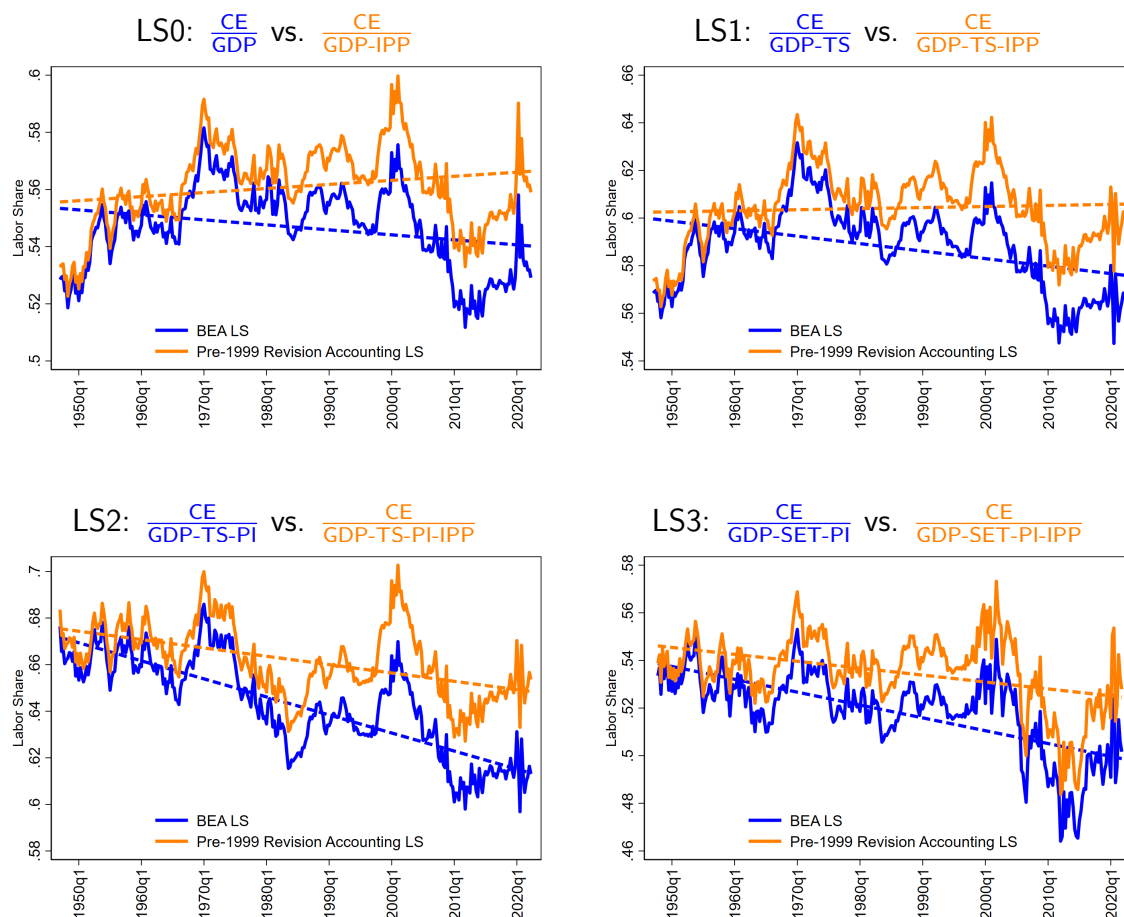 LS0: CE/GDP vs. CE/GDP-IPP
.6
.58
.56
.54
.52
.5
Labor Share
BEA LS
Pre-1999 Revision Accounting LS
1950q1 1960q1 1970q1 1980q1 1990q1 2000q1 2010q1 2020q1
LS1: CE/GDP-TS vs. CE/GDP-TS-IPP
.66
.64
.62
.6
.58
.56
.54
Labor Share
BEA LS
Pre-1999 Revision Accounting LS
1950q1 1960q1 1970q1 1980q1 1990q1 2000q1 2010q1 2020q1
LS2: CE/GDP-TS-PI vs. CE/GDP-TS-PI-IPP
.7
.68
.66
.64
.62
.6
.58
Labor Share
BEA LS
Pre-1999 Revision Accounting LS
1950q1 1960q1 1970q1 1980q1 1990q1 2000q1 2010q1 2020q1
LS3: CE/GDP-SET-PI vs. CE/GDP-SET-PI-IPP
.58
.56
.54
.52
.5
.48
.46
Labor Share
BEA LS
Pre-1999 Revision Accounting LS
1950q1 1960q1 1970q1 1980q1 1990q1 2000q1 2010q1 2020q1